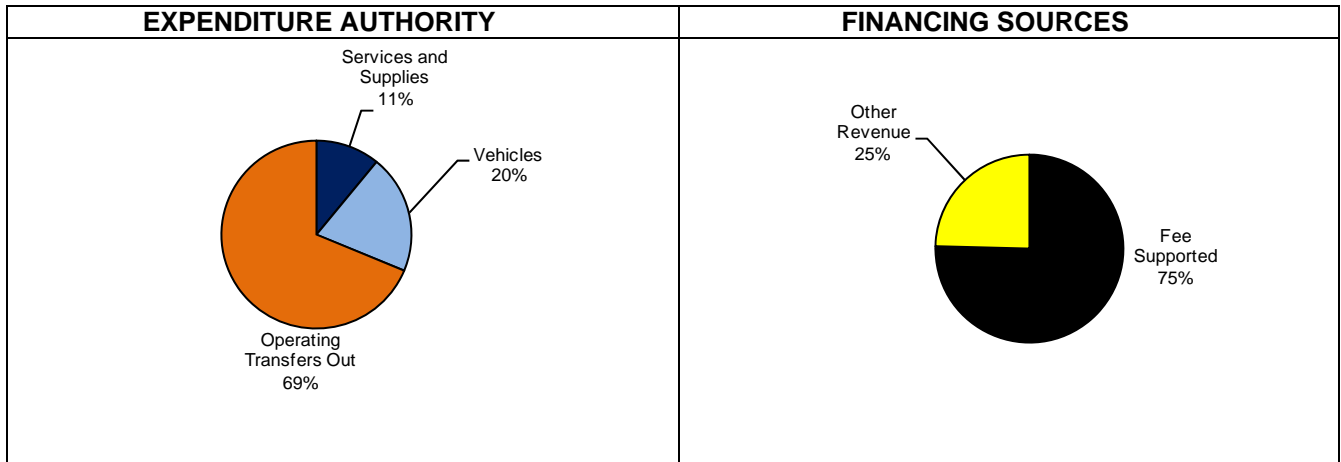 EXPENDITURE AUTHORITY
Services and
Supplies
11%
Vehicles
20%
Operating
Transfers Out
69%
FINANCING SOURCES
Other
Revenue
25%
Fee
Supported
75%